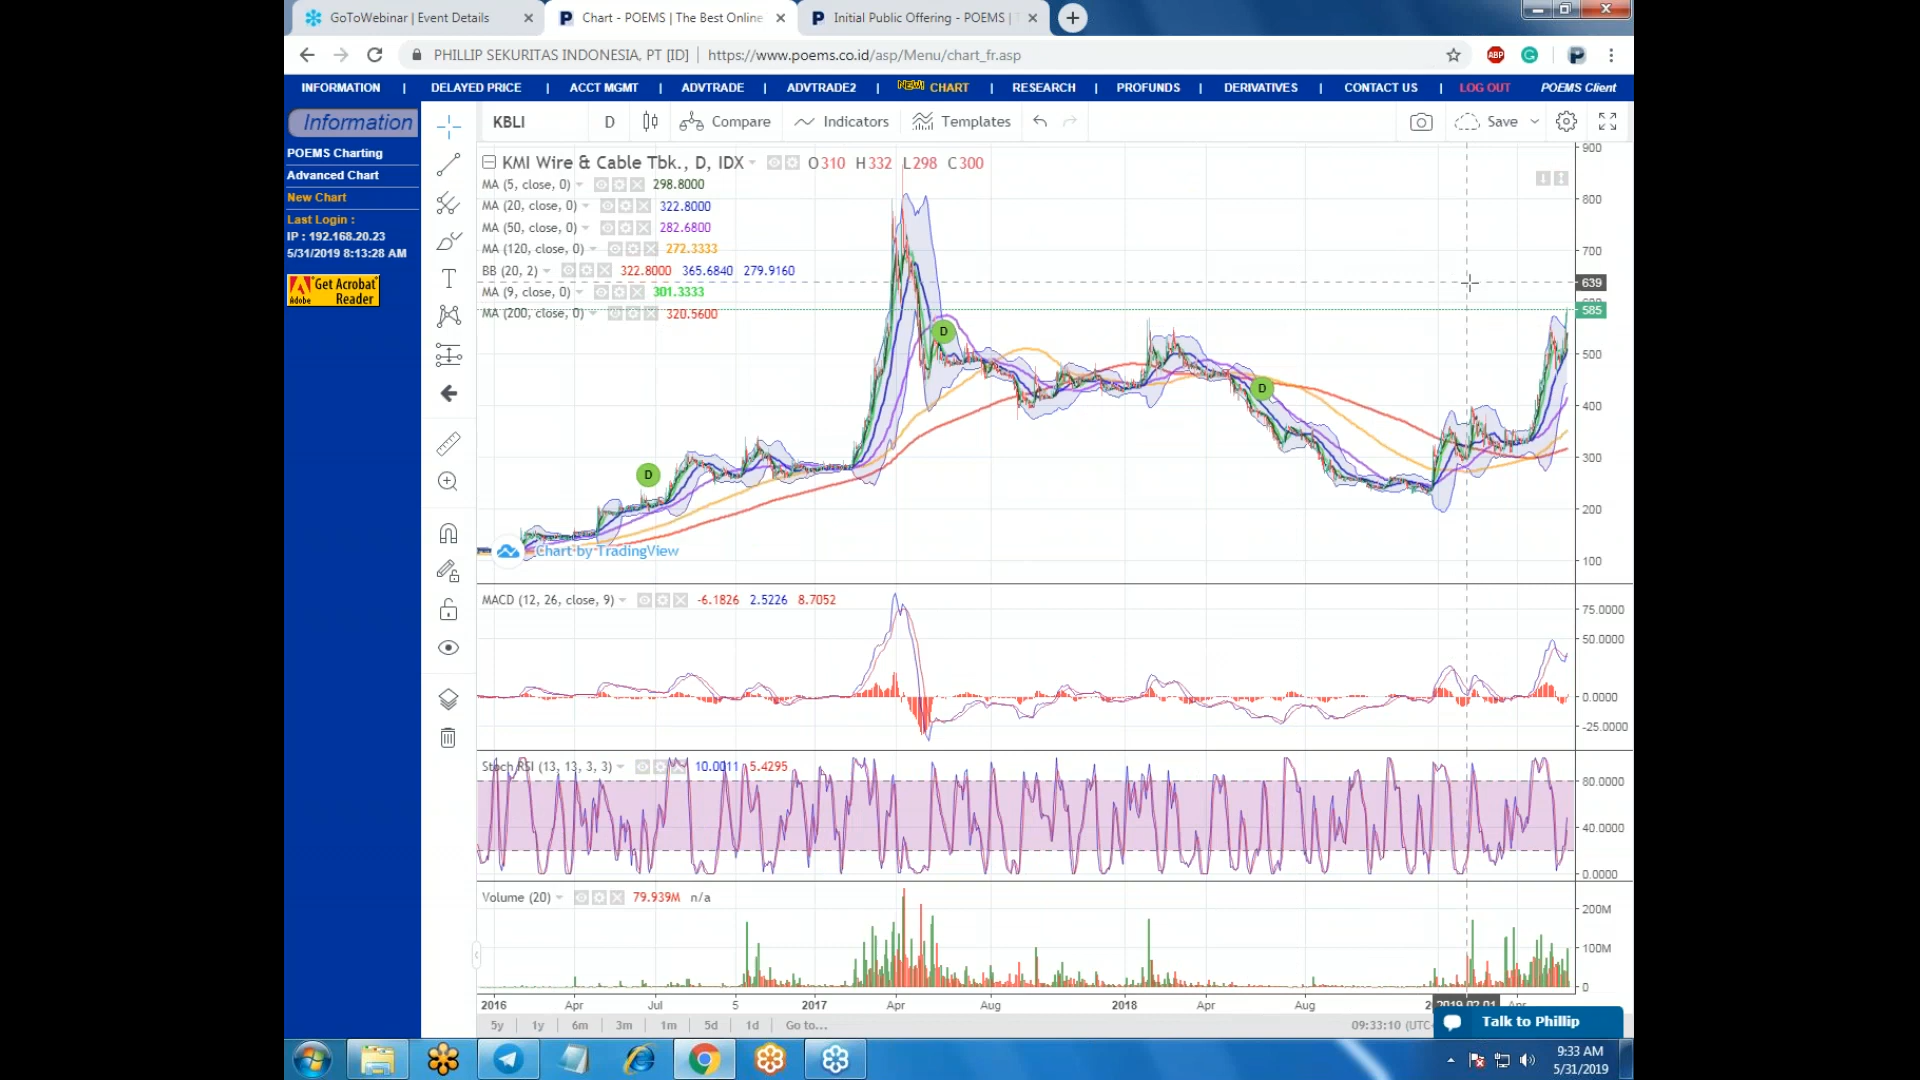 GoToWebinar | Event Details
Chart - POEMS | The Best Online
Initial Public Offering - POEMS |
PHILLIP SEKURITAS INDONESIA, PT [ID] | https://www.poems.co.id/asp/Menu/chart_fr.asp
ABP
INFORMATION | DELAYED PRICE | ACCT MGMT | ADVTRADE | ADVTRADE2 | NEW! CHART | RESEARCH | PROFUNDS | DERIVATIVES | CONTACT US | LOG OUT POEMS Client
Information
POEMS Charting
Advanced Chart
New Chart
Last Login :
IP : 192.168.20.23
5/31/2019 8:13:28 AM
Get Acrobat
Adobe Reader
KBLI D Compare Indicators Templates Save
KMI Wire & Cable Tbk., D, IDX O310 H332 L298 C300
MA (5, close, 0) 298.8000
MA (20, close, 0) 322.8000
MA (50, close, 0) 282.6800
MA (120, close, 0) 272.3333
BB (20, 2) 322.8000 365.6840 279.9160
MA (9, close, 0) 301.3333
MA (200, close, 0) 320.5600
900
800
700
639
585
500
400
300
200
100
D
D
D
Chart by TradingView
MACD (12, 26, close, 9) -6.1826 2.5226 8.7052
75.0000
50.0000
0.0000
-25.0000
Stoch RSI (13, 13, 3, 3) 10.0011 5.4295
80.0000
40.0000
0.0000
Volume (20) 79.939M n/a
200M
100M
0
2016 Apr Jul 5 2017 Apr Aug 2018 Apr Aug 2019-02-01 Apr
5y 1y 6m 3m 1m 5d 1d Go to... 09:33:10 (UTC
Talk to Phillip
9:33 AM
5/31/2019